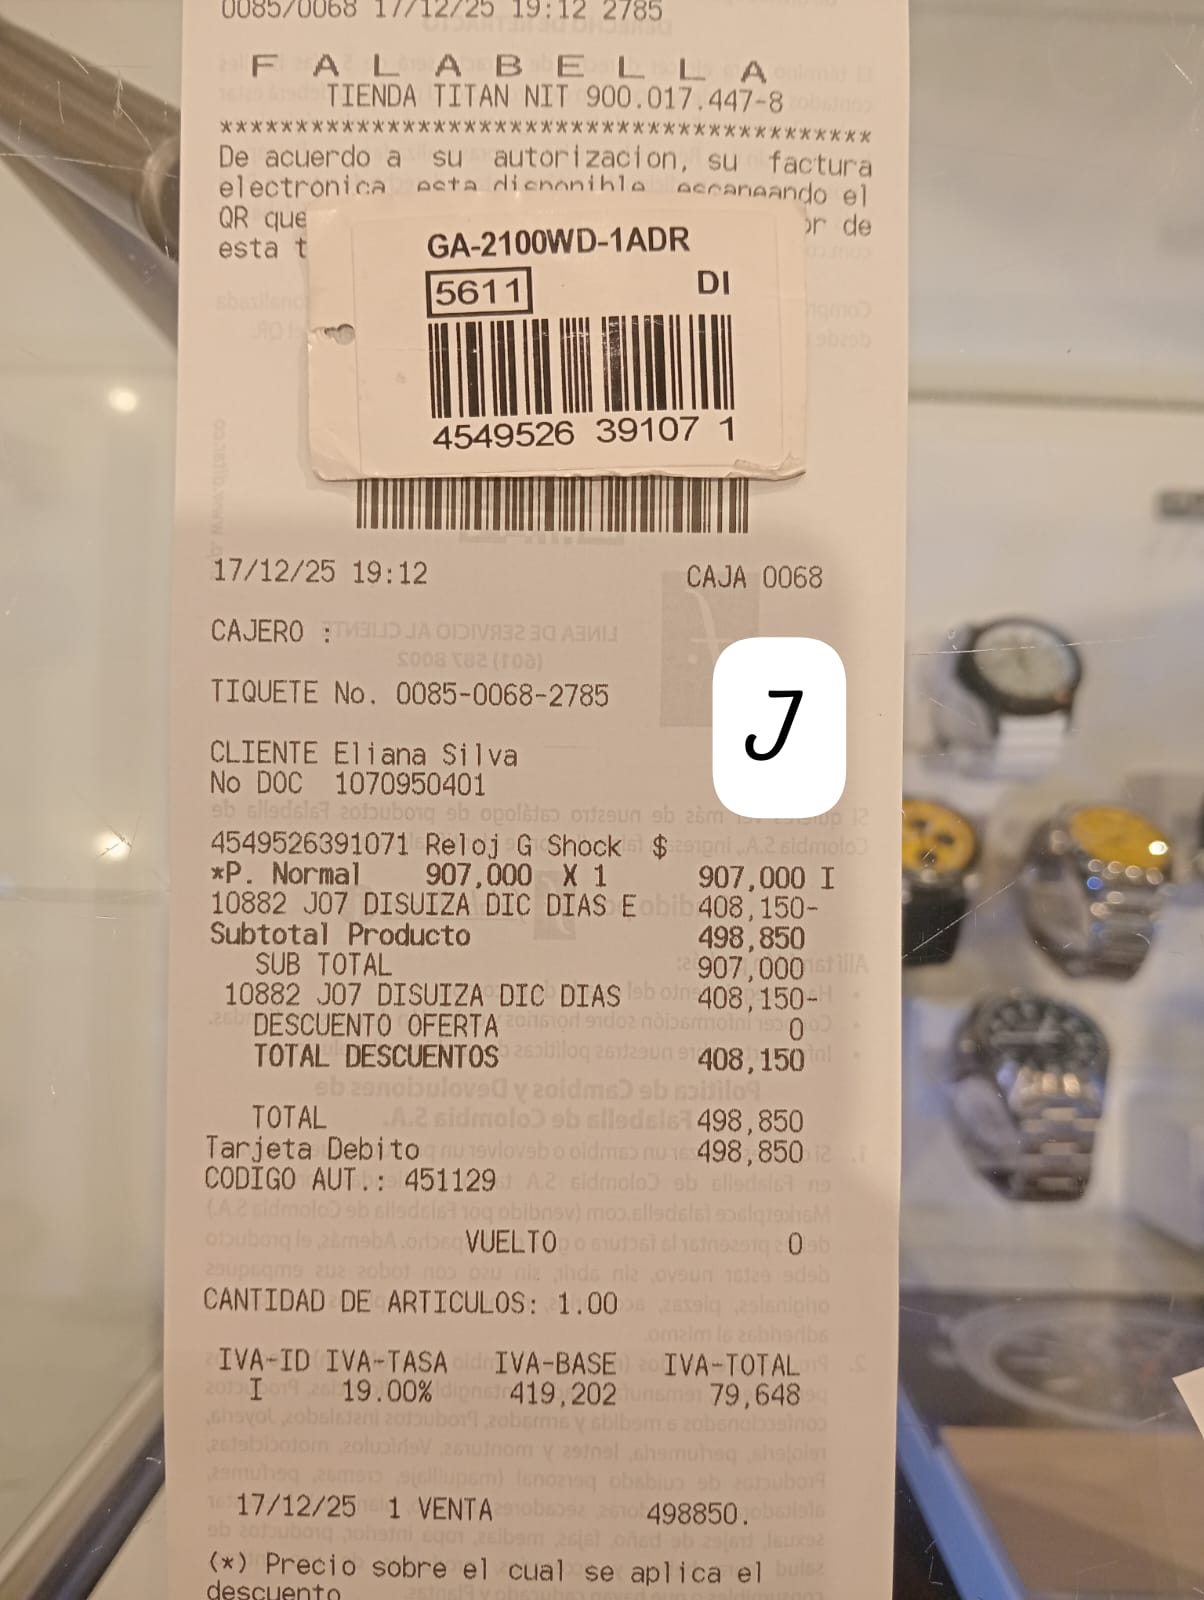 0085/0068 17/12/25 19:12 2785
F A L A B E L L A
TIENDA TITAN NIT 900.017.447-8
*******************************************
De acuerdo a su autorizacion, su factura
electronica esta disponible escaneando el
QR que or de
esta t
GA-2100WD-1ADR
5611 DI
4549526 39107 1
17/12/25 19:12 CAJA 0068
CAJERO :
TIQUETE No. 0085-0068-2785
J
CLIENTE Eliana Silva
No DOC 1070950401
4549526391071 Reloj G Shock $
*P. Normal 907,000 X 1 907,000 I
10882 J07 DISUIZA DIC DIAS E 408,150-
Subtotal Producto 498,850
SUB TOTAL 907,000
10882 J07 DISUIZA DIC DIAS 408,150-
DESCUENTO OFERTA 0
TOTAL DESCUENTOS 408,150
TOTAL 498,850
Tarjeta Debito 498,850
CODIGO AUT.: 451129
VUELTO 0
CANTIDAD DE ARTICULOS: 1.00
IVA-ID IVA-TASA IVA-BASE IVA-TOTAL
I 19.00% 419,202 79,648
17/12/25 1 VENTA 498850.
(*) Precio sobre el cual se aplica el
descuento